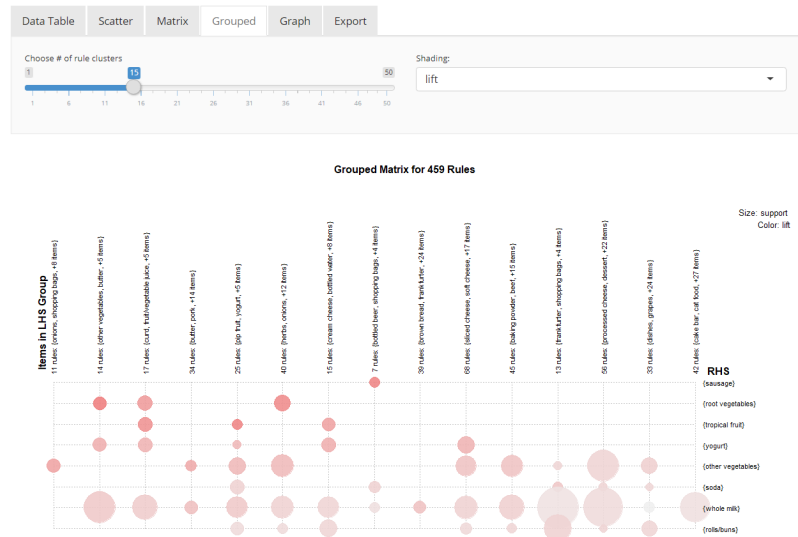 Data Table
Scatter
Matrix
Grouped
Graph
Export
Choose # of rule clusters
1
15
50
1 6 11 16 21 26 31 36 41 46 50
Shading:
lift
Grouped Matrix for 459 Rules
Size: support
Color: lift
Items in LHS Group
11 rules: {onions, shopping bags, +8 items}
14 rules: {other vegetables, butter, +5 items}
17 rules: {curd, fruit/vegetable juice, +5 items}
34 rules: {butter, pork, +14 items}
25 rules: {pip fruit, yogurt, +5 items}
40 rules: {herbs, onions, +12 items}
15 rules: {cream cheese, bottled water, +8 items}
7 rules: {bottled beer, shopping bags, +4 items}
39 rules: {brown bread, frankfurter, +24 items}
68 rules: {sliced cheese, soft cheese, +17 items}
45 rules: {baking powder, beef, +15 items}
13 rules: {frankfurter, shopping bags, +4 items}
56 rules: {processed cheese, dessert, +22 items}
33 rules: {dishes, grapes, +24 items}
42 rules: {cake bar, cat food, +27 items}
RHS
{sausage}
{root vegetables}
{tropical fruit}
{yogurt}
{other vegetables}
{soda}
{whole milk}
{rolls/buns}